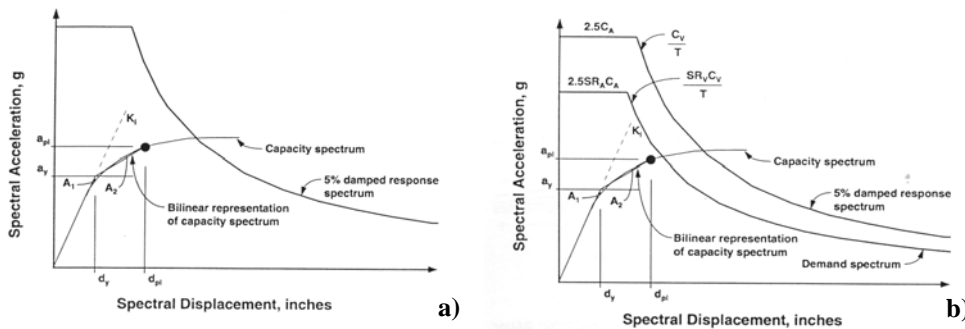 Spectral Acceleration, g
a_pi
a_y
A_1
A_2
K_i
Capacity spectrum
5% damped response
spectrum
Bilinear representation
of capacity spectrum
d_y
d_pi
Spectral Displacement, inches
a)
Spectral Acceleration, g
2.5C_A
C_V
T
2.5SR_AC_A
SR_VC_V
T
K_i
a_pi
a_y
A_1
A_2
Capacity spectrum
5% damped response
spectrum
Bilinear representation
of capacity spectrum
Demand spectrum
d_y
d_pi
Spectral Displacement, inches
b)